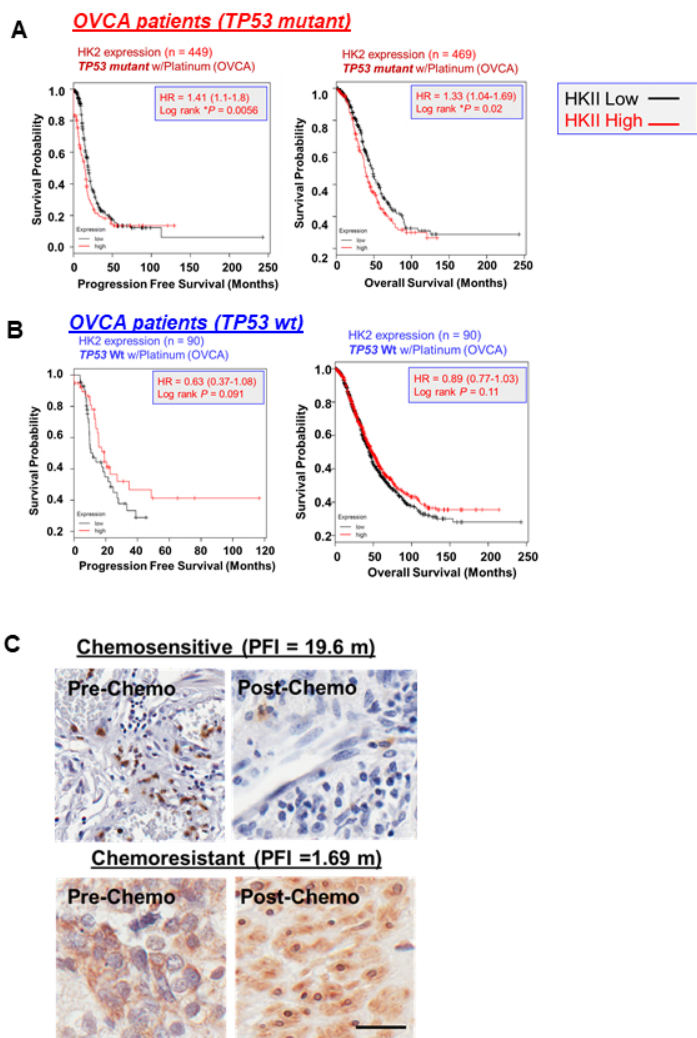 A
OVCA patients (TP53 mutant)
HK2 expression (n = 449)
TP53 mutant w/Platinum (OVCA)
HR = 1.41 (1.1-1.8)
Log rank *P = 0.0056
Survival Probability
1.0
0.8
0.6
0.4
0.2
0.0
Expression
low
high
0 50 100 150 200 250
Progression Free Survival (Months)
HK2 expression (n = 469)
TP53 mutant w/Platinum (OVCA)
HR = 1.33 (1.04-1.69)
Log rank *P = 0.02
Survival Probability
1.0
0.8
0.6
0.4
0.2
Expression
low
high
0 50 100 150 200 250
Overall Survival (Months)
HKII Low
HKII High
B
OVCA patients (TP53 wt)
HK2 expression (n = 90)
TP53 Wt w/Platinum (OVCA)
HR = 0.63 (0.37-1.08)
Log rank P = 0.091
Survival Probability
1.0
0.8
0.6
0.4
0.2
Expression
low
high
0 20 40 60 80 100 120
Progression Free Survival (Months)
HK2 expression (n = 90)
TP53 Wt w/Platinum (OVCA)
HR = 0.89 (0.77-1.03)
Log rank P = 0.11
Survival Probability
1.0
0.8
0.6
0.4
0.2
Expression
low
high
0 50 100 150 200 250
Overall Survival (Months)
C
Chemosensitive (PFI = 19.6 m)
Pre-Chemo
Post-Chemo
Chemoresistant (PFI =1.69 m)
Pre-Chemo
Post-Chemo